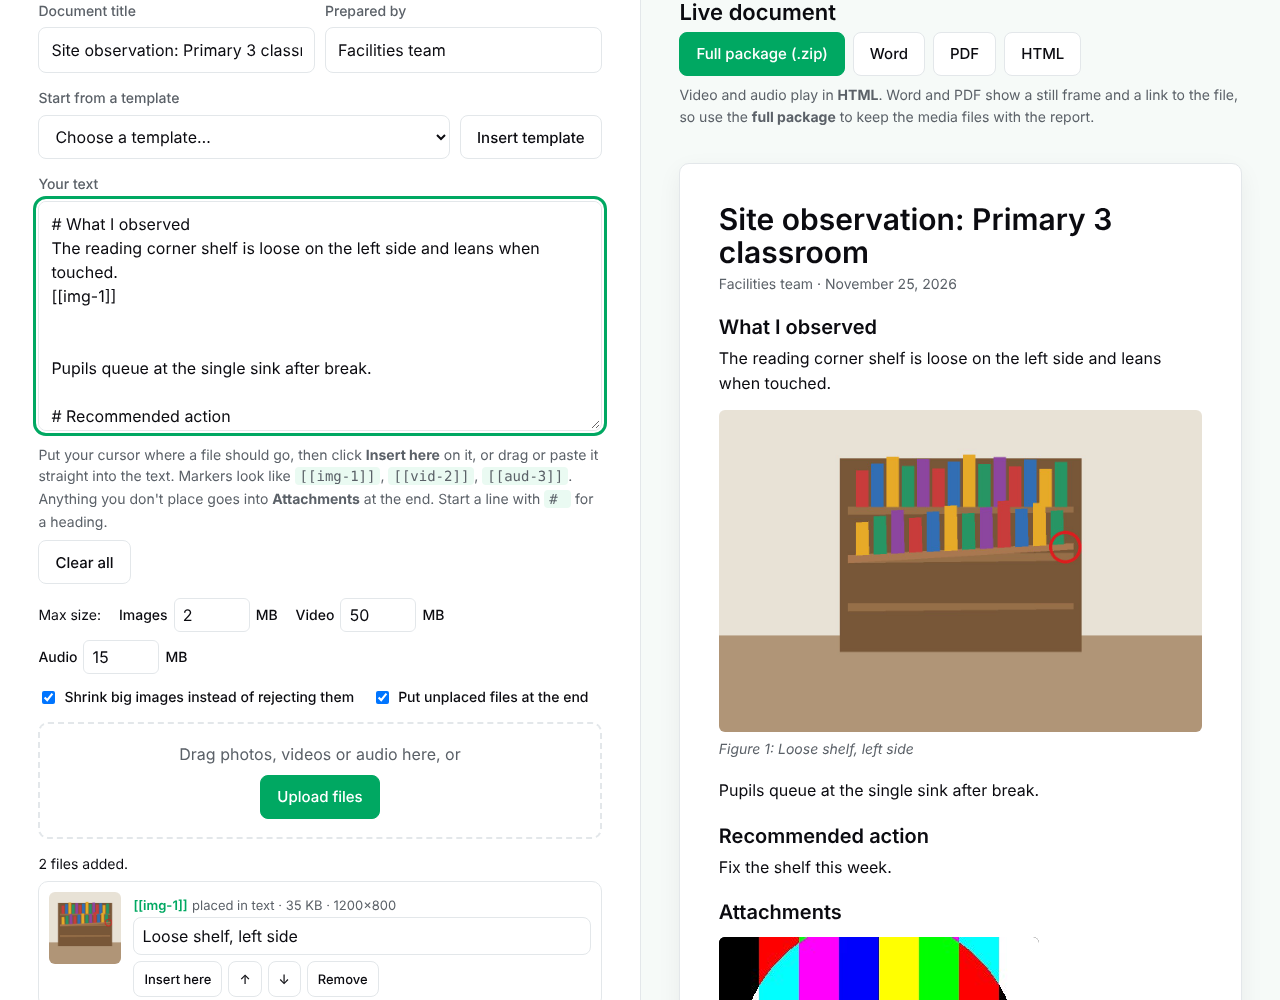 Document title
Prepared by
Site observation: Primary 3 classr
Facilities team
Start from a template
Choose a template...
Insert template
Your text
# What I observed
The reading corner shelf is loose on the left side and leans when
touched.
[[img-1]]
Pupils queue at the single sink after break.
# Recommended action
Put your cursor where a file should go, then click Insert here on it, or drag or paste it
straight into the text. Markers look like [[img-1]], [[vid-2]], [[aud-3]].
Anything you don't place goes into Attachments at the end. Start a line with # for
a heading.
Clear all
Max size: Images 2 MB Video 50 MB
Audio 15 MB
Shrink big images instead of rejecting them
Put unplaced files at the end
Drag photos, videos or audio here, or
Upload files
2 files added.
[[img-1]] placed in text · 35 KB · 1200×800
Loose shelf, left side
Insert here ↑ ↓ Remove
Live document
Full package (.zip) Word PDF HTML
Video and audio play in HTML. Word and PDF show a still frame and a link to the file,
so use the full package to keep the media files with the report.
Site observation: Primary 3
classroom
Facilities team · November 25, 2026
What I observed
The reading corner shelf is loose on the left side and leans
when touched.
Figure 1: Loose shelf, left side
Pupils queue at the single sink after break.
Recommended action
Fix the shelf this week.
Attachments